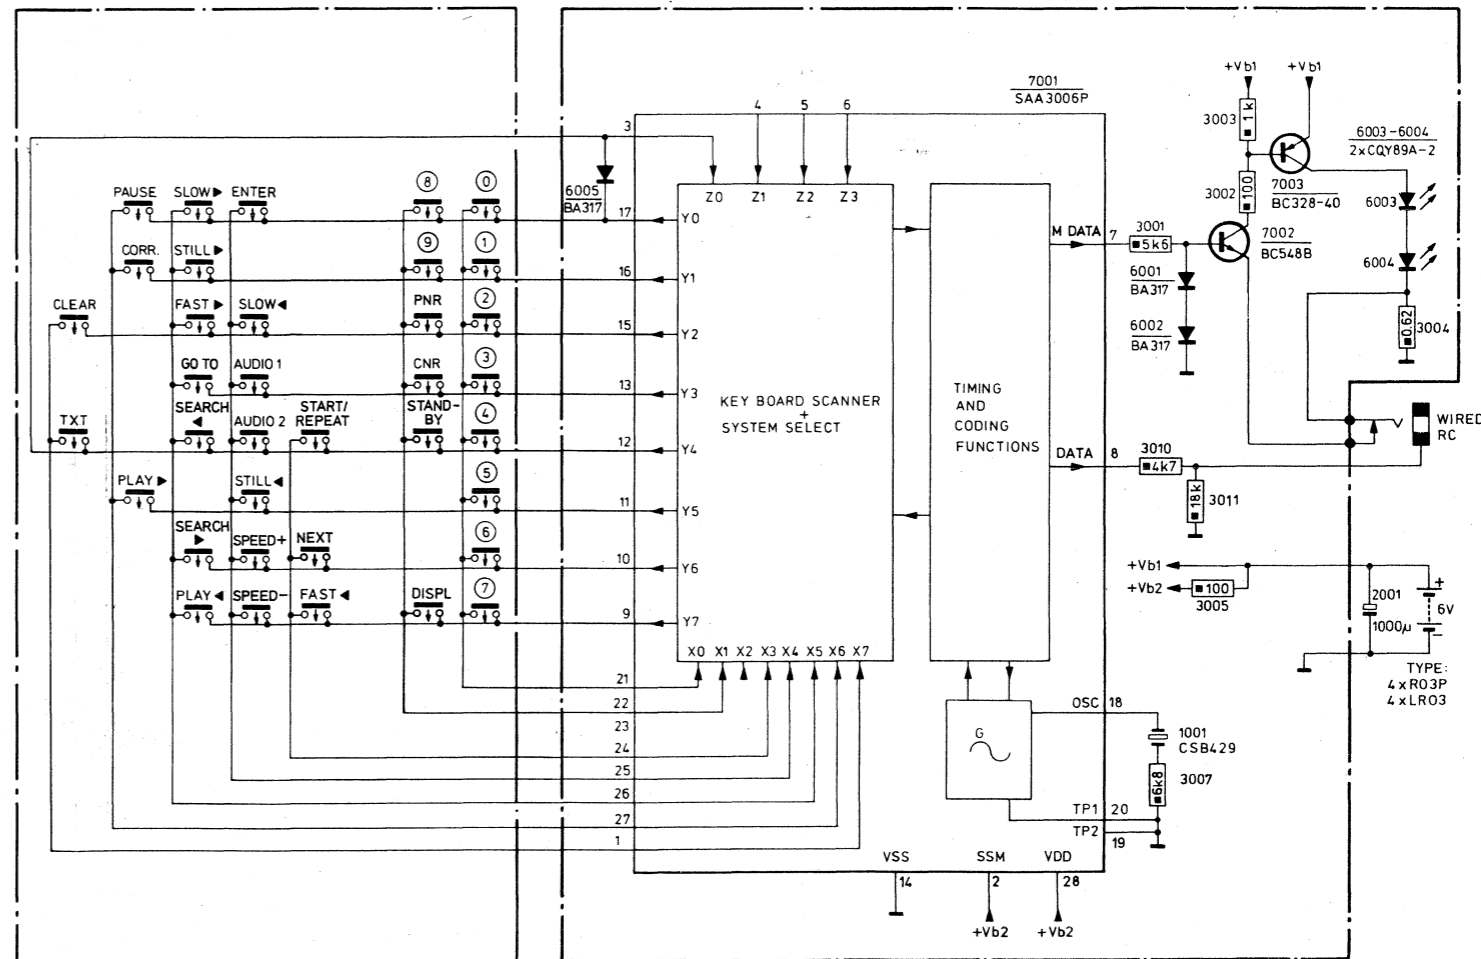 7001
SAA3006P
+Vb1 +Vb1
3003 1k
6003-6004
2xCQY89A-2
3002 100
7003
BC328-40
6003
3 4 5 6
6005
BA317
Z0 Z1 Z2 Z3
PAUSE SLOW▶ ENTER 8 0
17 Y0
M DATA 7
3001
5k6
7002
BC548B
6004
CORR. STILL▶ 9 1
16 Y1
6001
BA317
CLEAR FAST▶ SLOW◀ PNR 2
15 Y2
6002
BA317
0.62 3004
GO TO AUDIO 1 CNR 3
13 Y3
KEY BOARD SCANNER
+
SYSTEM SELECT
TIMING
AND
CODING
FUNCTIONS
TXT SEARCH
◀ AUDIO 2 START/
REPEAT STAND-
BY 4
12 Y4
WIRED
RC
DATA 8
3010
4k7
18k 3011
PLAY▶ STILL◀ 5
11 Y5
SEARCH
▶ SPEED+ NEXT 6
10 Y6
+Vb1
+Vb2 100
3005
2001
1000µ
+
6V
−
TYPE:
4xR03P
4xLR03
PLAY◀ SPEED- FAST◀ DISPL 7
9 Y7
X0 X1 X2 X3 X4 X5 X6 X7
21
22
23
24
25
26
27
1
OSC 18
G
1001
CSB429
6k8 3007
TP1 20
TP2 19
VSS SSM VDD
14 2 28
+Vb2 +Vb2